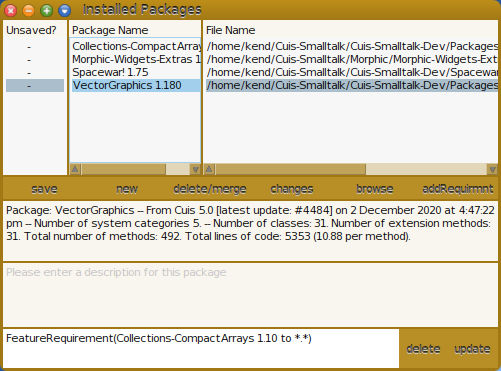 Installed Packages
Unsaved? Package Name File Name
- Collections-CompactArrays /home/kend/Cuis-Smalltalk/Cuis-Smalltalk-Dev/Packages
- Morphic-Widgets-Extras 1 /home/kend/Cuis-Smalltalk/Morphic/Morphic-Widgets-Ext
- Spacewar! 1.75 /home/kend/Cuis-Smalltalk/Cuis-Smalltalk-Dev/Spacewar
- VectorGraphics 1.180 /home/kend/Cuis-Smalltalk/Cuis-Smalltalk-Dev/Packages
save new delete/merge changes browse addRequirmnt
Package: VectorGraphics -- From Cuis 5.0 [latest update: #4484] on 2 December 2020 at 4:47:22
pm -- Number of system categories 5. -- Number of classes: 31. Number of extension methods:
31. Total number of methods: 492. Total lines of code: 5353 (10.88 per method).
Please enter a description for this package
FeatureRequirement(Collections-CompactArrays 1.10 to *.*)
delete update